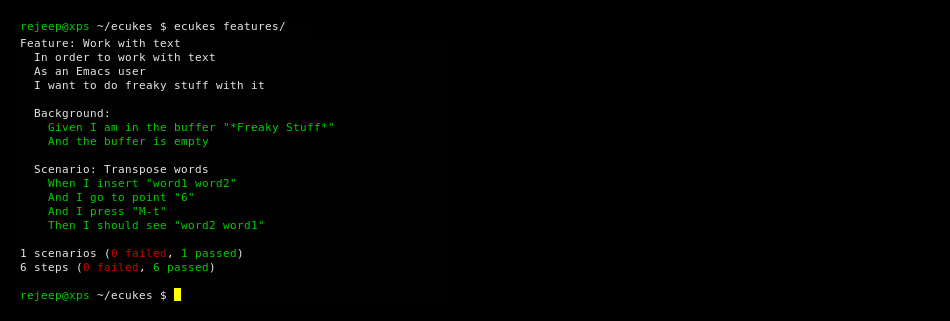 rejeep@xps ~/ecukes $ ecukes features/
Feature: Work with text
  In order to work with text
  As an Emacs user
  I want to do freaky stuff with it

  Background:
    Given I am in the buffer "*Freaky Stuff*"
    And the buffer is empty

  Scenario: Transpose words
    When I insert "word1 word2"
    And I go to point "6"
    And I press "M-t"
    Then I should see "word2 word1"

1 scenarios (0 failed, 1 passed)
6 steps (0 failed, 6 passed)

rejeep@xps ~/ecukes $